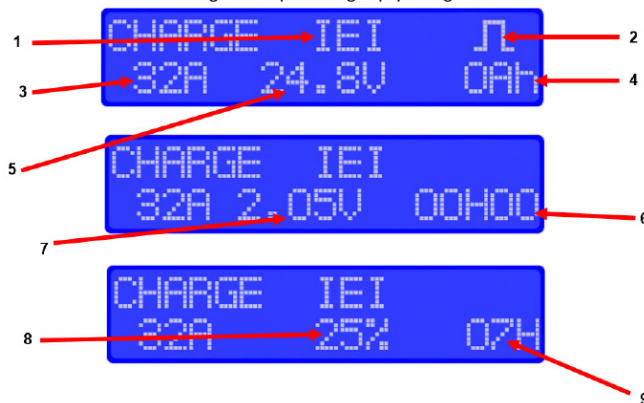 1
CHARGE IEI
2
3
32A 24.8V 0Ah
4
5
CHARGE IEI
32A 2.05V 00H00
6
7
CHARGE IEI
8
32A 25% 07H
9